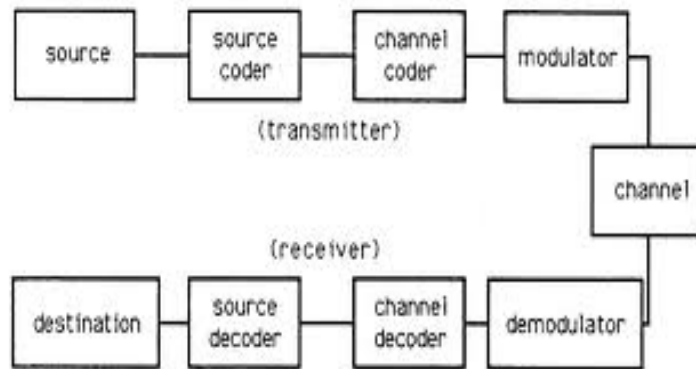 source
source
coder
channel
coder
modulator
(transmitter)
channel
(receiver)
destination
source
decoder
channel
decoder
demodulator